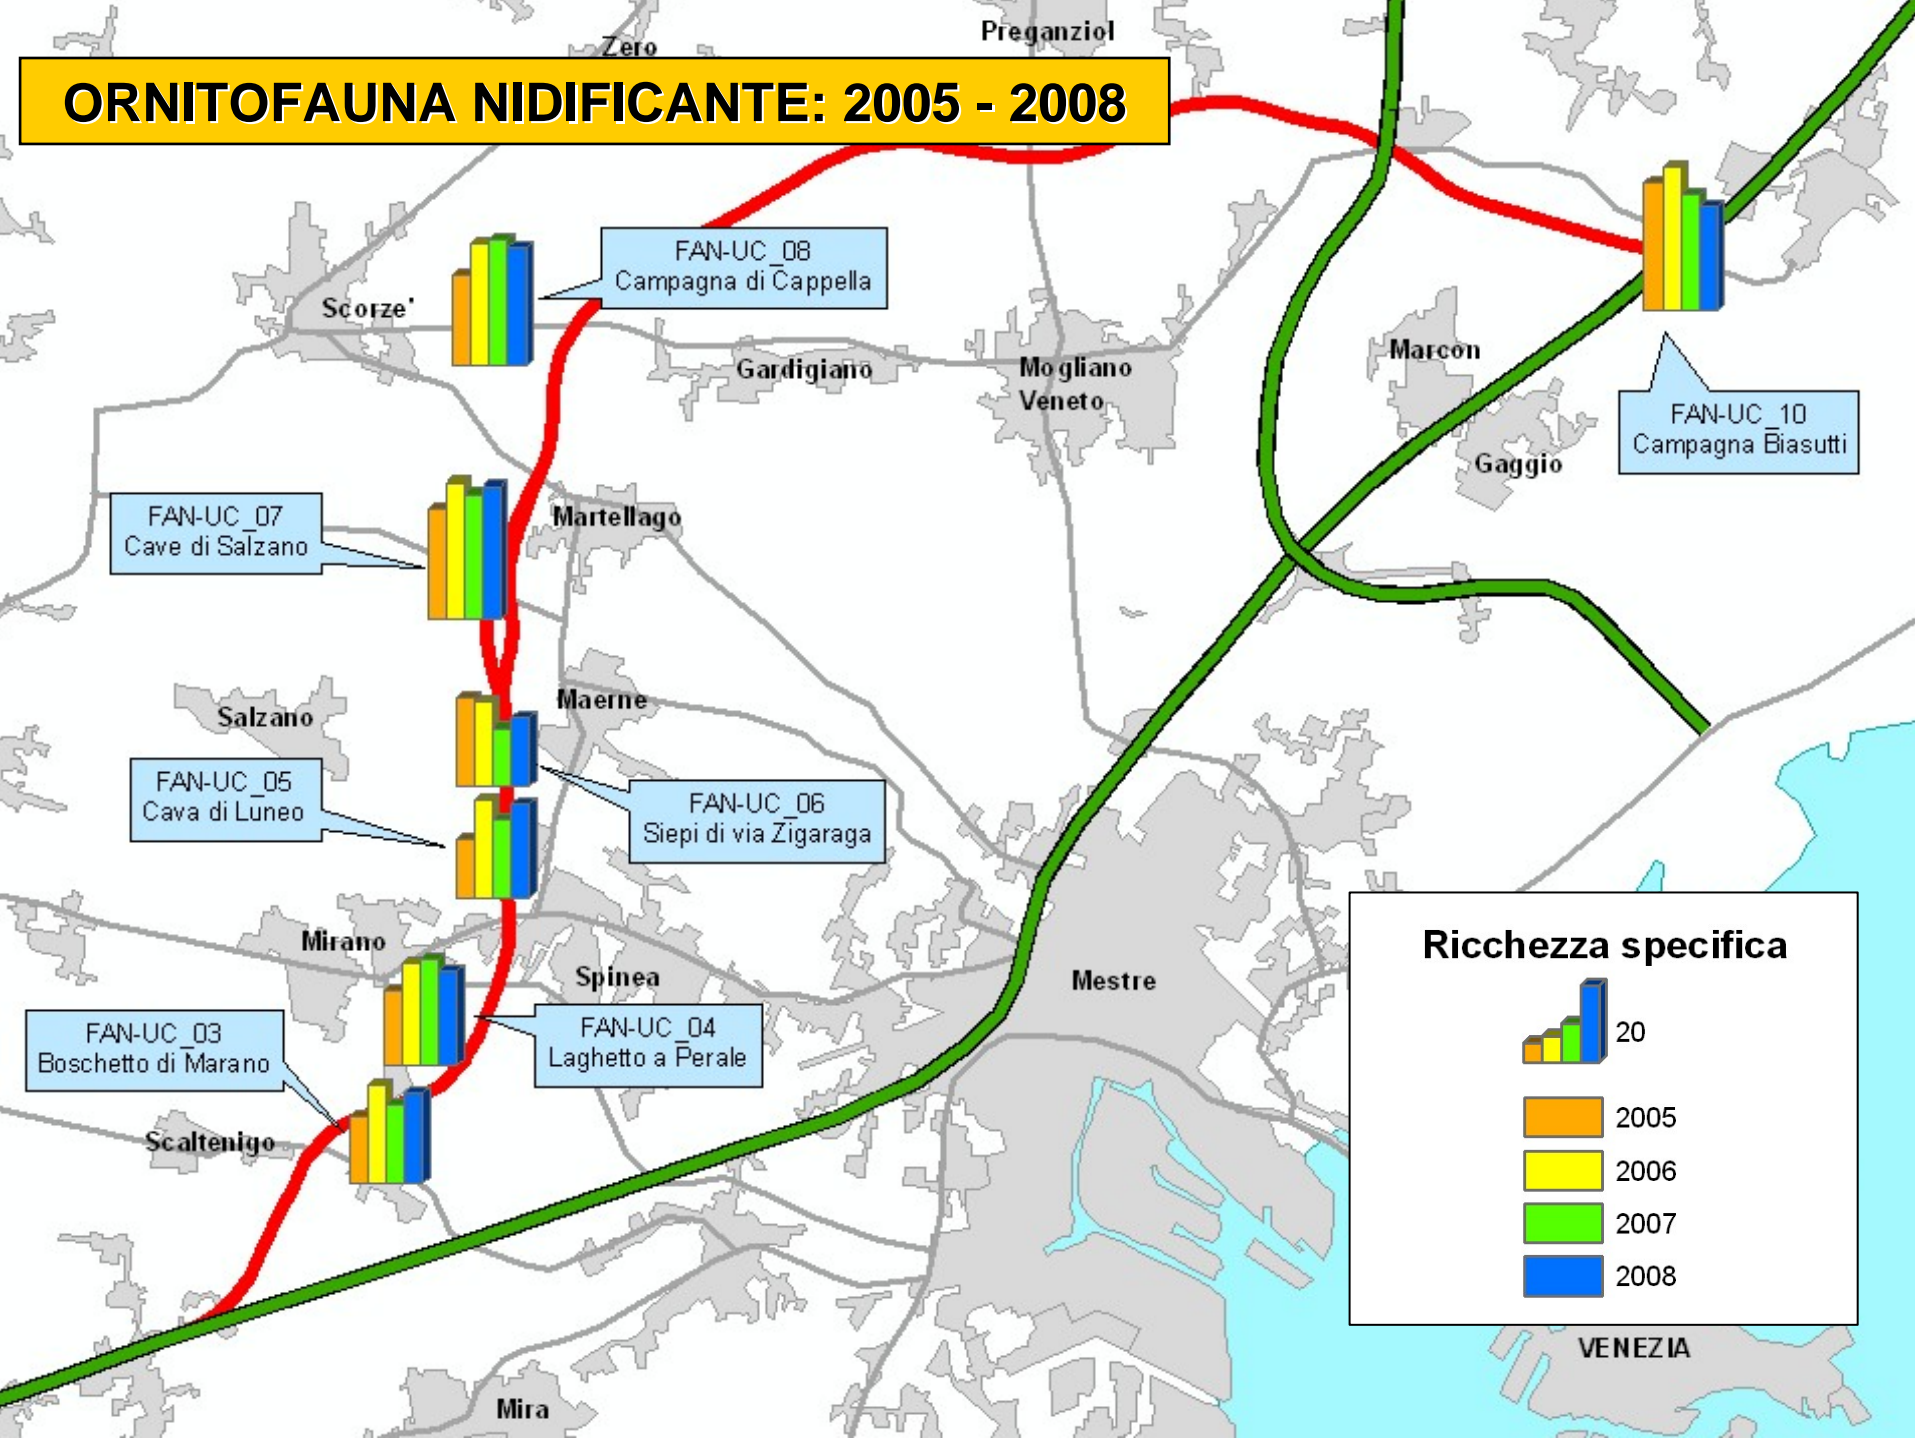 Zero
Preganziol
ORNITOFAUNA NIDIFICANTE: 2005 - 2008
FAN-UC_08
Campagna di Cappella
Scorze'
Gardigiano
Mogliano
Veneto
Marcon
FAN-UC_10
Campagna Biasutti
Gaggio
FAN-UC_07
Cave di Salzano
Martellago
Salzano
Maerne
FAN-UC_05
Cava di Luneo
FAN-UC_06
Siepi di via Zigaraga
Mirano
Spinea
Mestre
FAN-UC_03
Boschetto di Marano
FAN-UC_04
Laghetto a Perale
Scaltenigo
Ricchezza specifica
20
2005
2006
2007
2008
VENEZIA
Mira